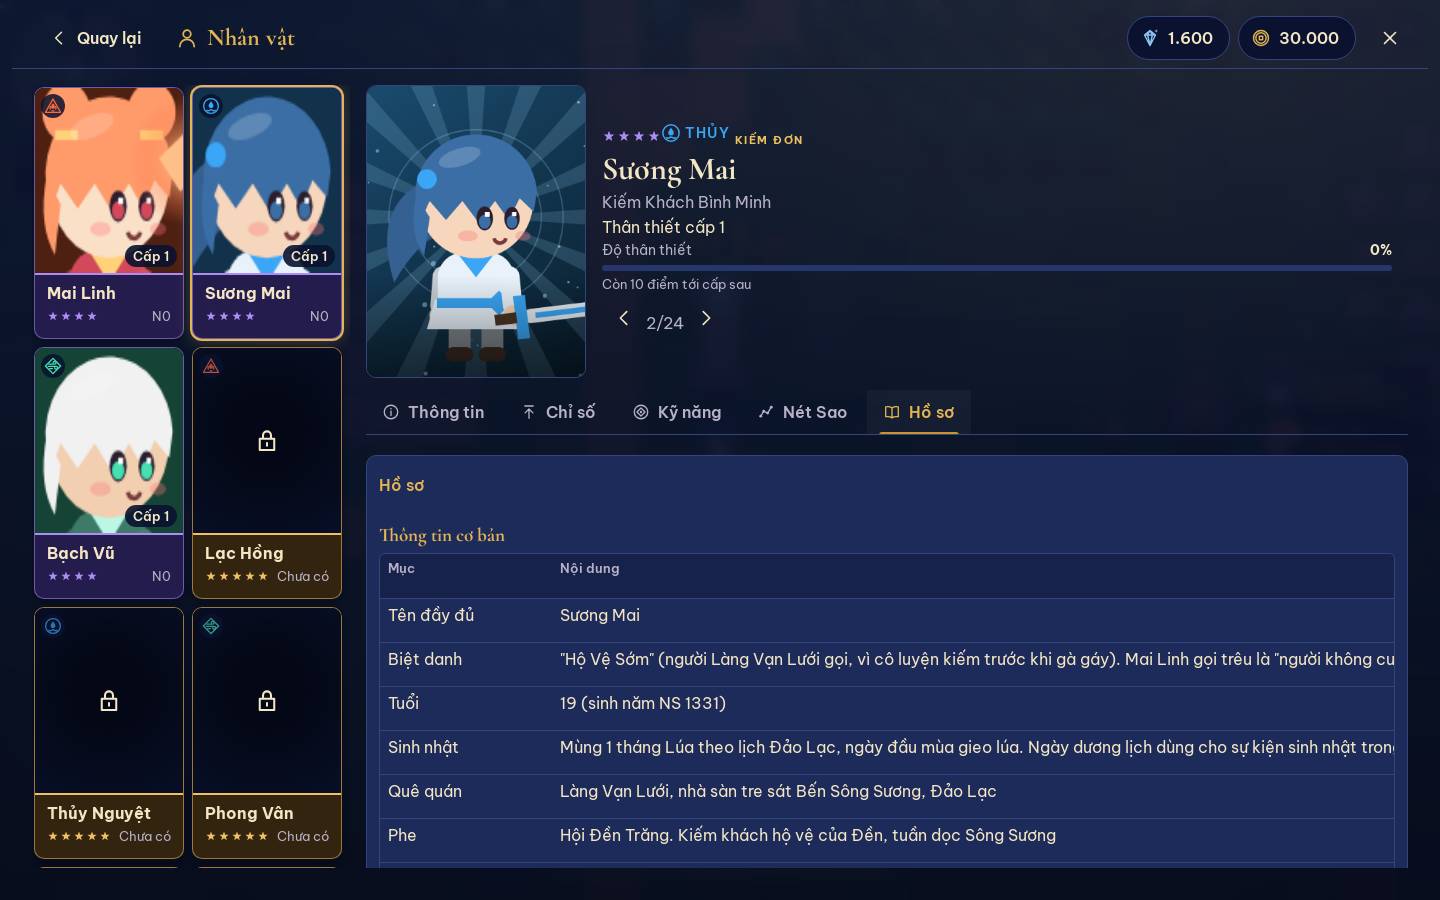 Quay lại
Nhân vật
1.600
30.000
Cấp 1
Mai Linh
N0
Cấp 1
Sương Mai
N0
Cấp 1
Bạch Vũ
N0
Lạc Hồng
Chưa có
Thủy Nguyệt
Chưa có
Phong Vân
Chưa có
THỦY KIẾM ĐƠN
Sương Mai
Kiếm Khách Bình Minh
Thân thiết cấp 1
Độ thân thiết 0%
Còn 10 điểm tới cấp sau
2/24
Thông tin Chỉ số Kỹ năng Nét Sao Hồ sơ
Hồ sơ
Thông tin cơ bản
Mục Nội dung
Tên đầy đủ Sương Mai
Biệt danh "Hộ Vệ Sớm" (người Làng Vạn Lưới gọi, vì cô luyện kiếm trước khi gà gáy). Mai Linh gọi trêu là "người không cu
Tuổi 19 (sinh năm NS 1331)
Sinh nhật Mùng 1 tháng Lúa theo lịch Đảo Lạc, ngày đầu mùa gieo lúa. Ngày dương lịch dùng cho sự kiện sinh nhật trong
Quê quán Làng Vạn Lưới, nhà sàn tre sát Bến Sông Sương, Đảo Lạc
Phe Hội Đền Trăng. Kiếm khách hộ vệ của Đền, tuần dọc Sông Sương